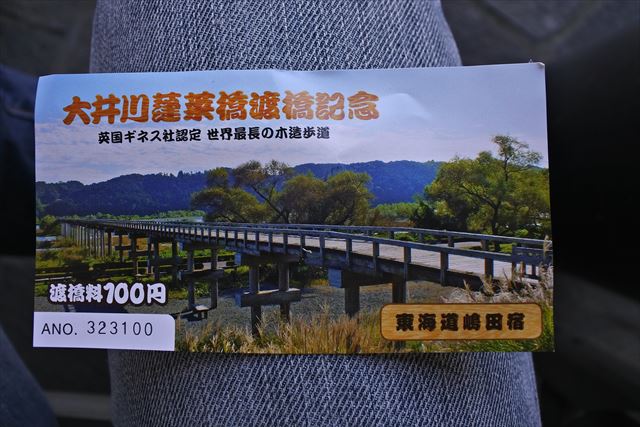 大井川蓬莱橋渡橋記念
英国ギネス社認定 世界最長の木造歩道
渡橋料100円
ANO. 323100
東海道嶋田宿